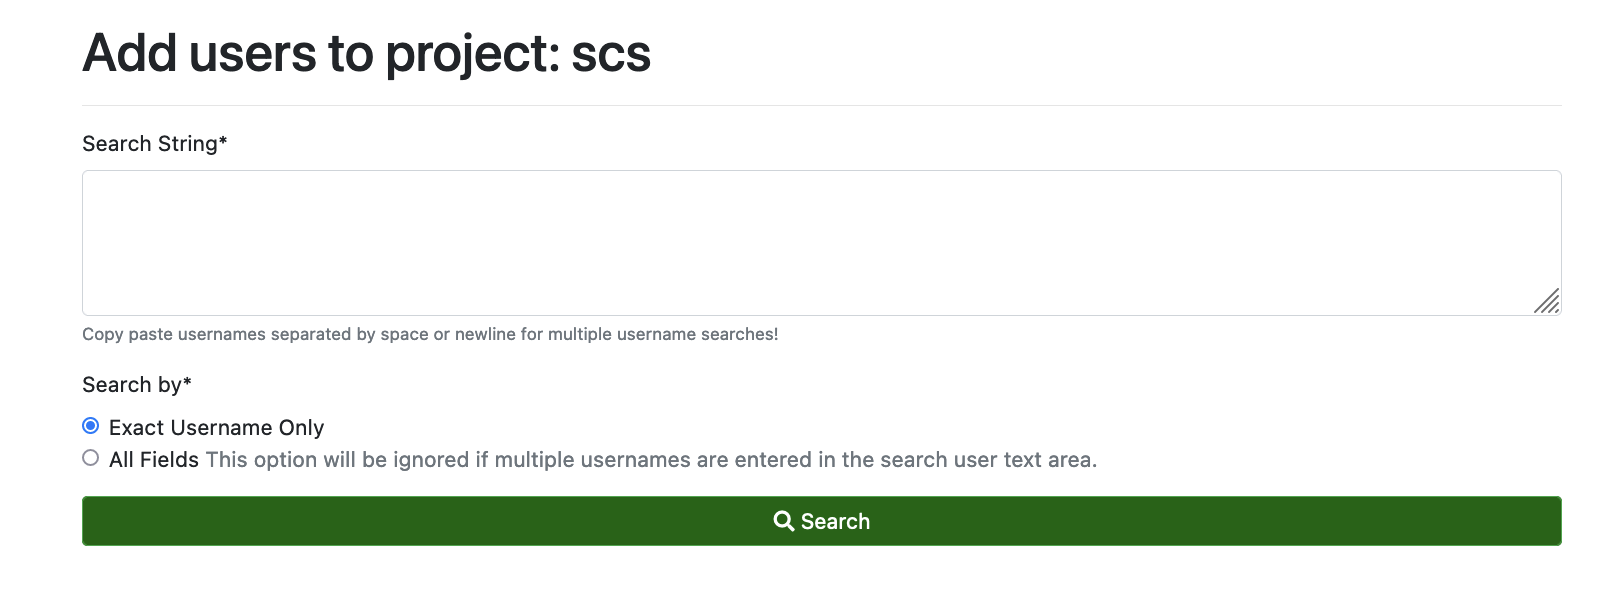 Add users to project: scs
Search String*
Copy paste usernames separated by space or newline for multiple username searches!
Search by*
Exact Username Only
All Fields This option will be ignored if multiple usernames are entered in the search user text area.
Search